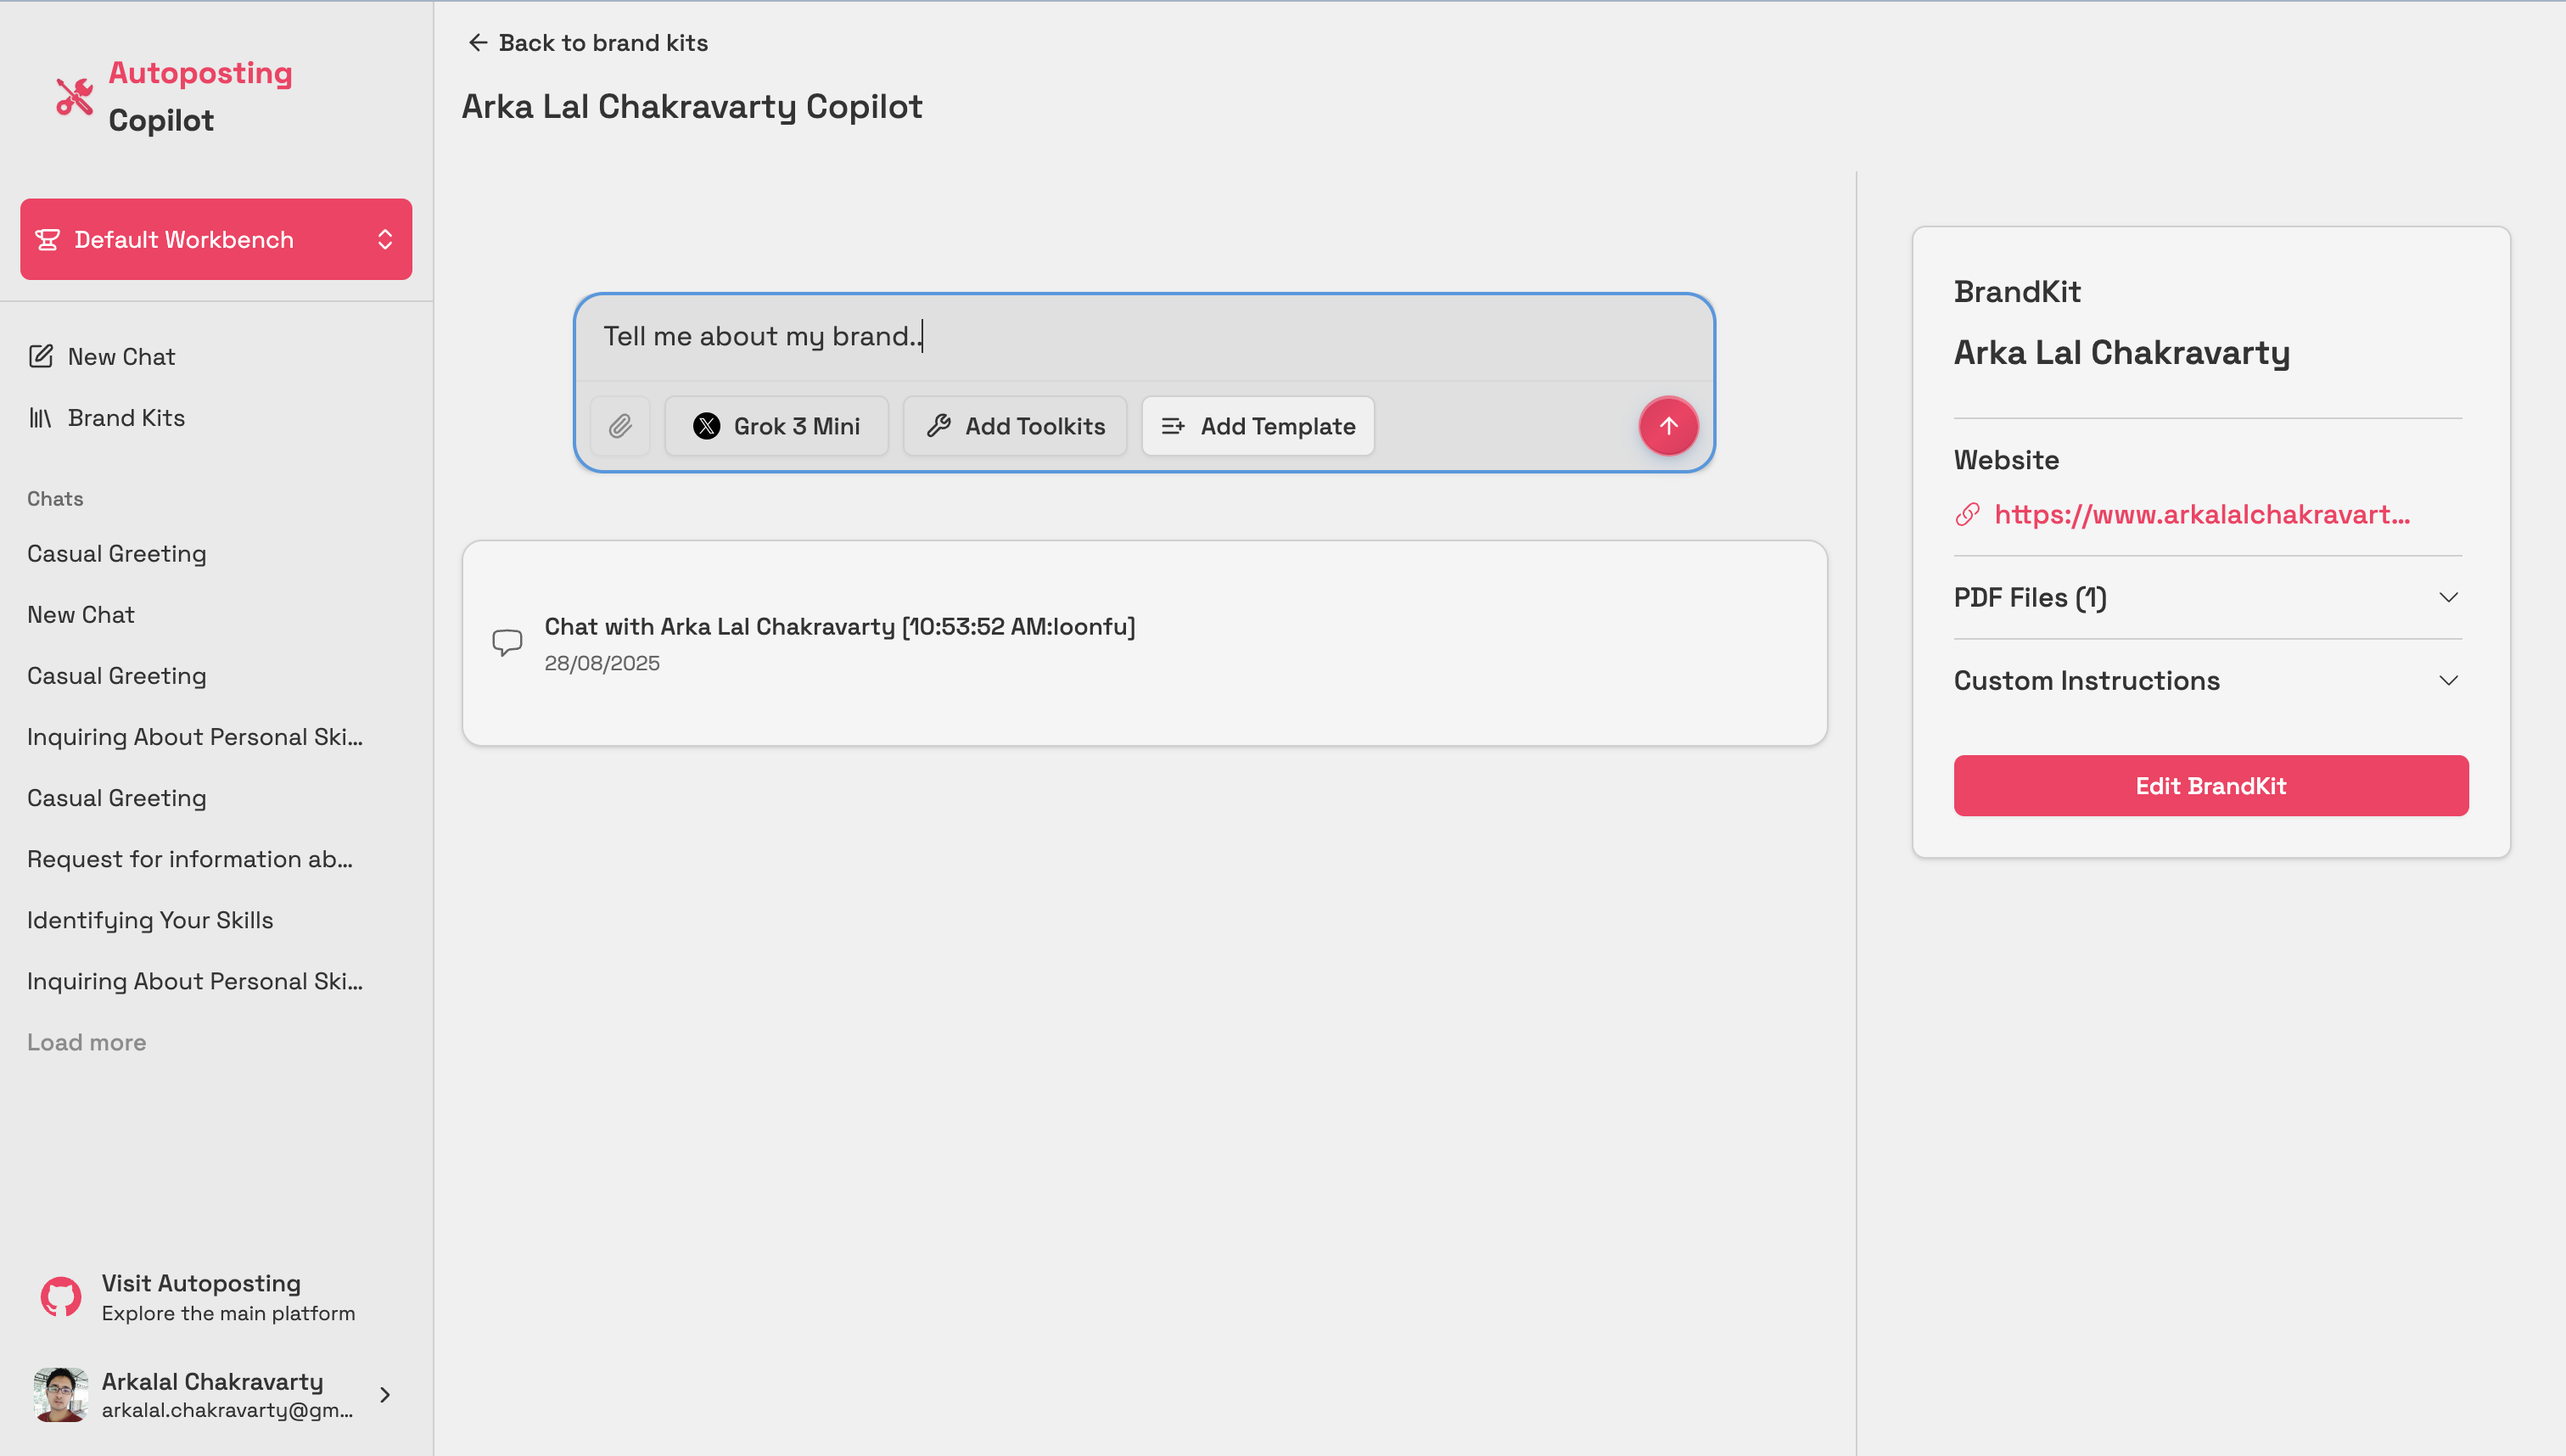 Autoposting
Copilot
Default Workbench
New Chat
Brand Kits
Chats
Casual Greeting
New Chat
Casual Greeting
Inquiring About Personal Ski...
Casual Greeting
Request for information ab...
Identifying Your Skills
Inquiring About Personal Ski...
Load more
Visit Autoposting
Explore the main platform
Arkalal Chakravarty
arkalal.chakravarty@gm...
Back to brand kits
Arka Lal Chakravarty Copilot
Tell me about my brand..
Grok 3 Mini
Add Toolkits
Add Template
Chat with Arka Lal Chakravarty [10:53:52 AM:loonfu]
28/08/2025
BrandKit
Arka Lal Chakravarty
Website
https://www.arkalalchakravart...
PDF Files (1)
Custom Instructions
Edit BrandKit